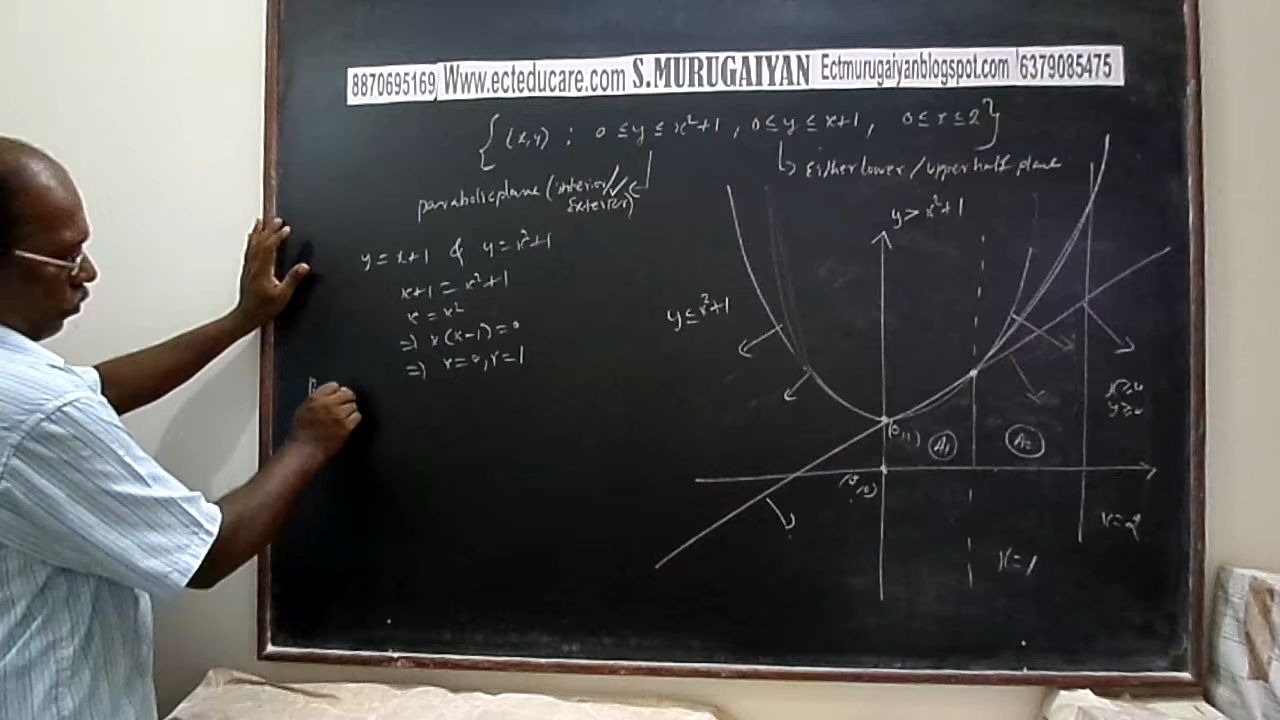 8870695169 Www.ecteducare.com S.MURUGAIYAN Ectmurugaiyanblogspot.com 6379085475
{(x,y) : 0 ≤ y ≤ x²+1 , 0 ≤ y ≤ x+1, 0 ≤ x ≤ 2}
Either lower / upper half plane
parabolic plane (interior/ ✓
Exterior)
y = x+1 & y = x²+1
x+1 = x²+1
x = x²
⇒ x(x-1) = 0
⇒ x = 0, x = 1
y > x²+1
y ≤ x²+1
(0,1)
A1
A2
(0,0)
x=2
x=1